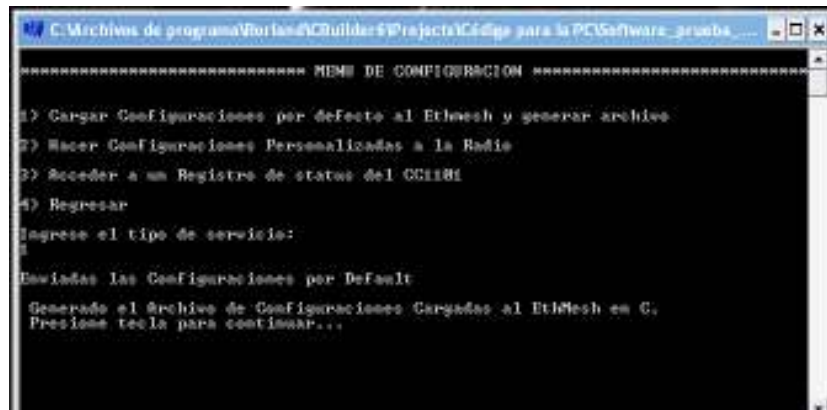 C:\Archivos de programa\Borland\CBuilder6\Projects\Código para la PC\Software_prueba_...
============================= MENU DE CONFIGURACION =============================
1) Cargar Configuraciones por defecto al Ethmesh y generar archivo
2) Hacer Configuraciones Personalizadas a la Radio
3) Acceder a un Registro de status del CC1101
4) Regresar
Ingrese el tipo de servicio:
1
Enviadas las Configuraciones por Default
Generado el Archivo de Configuraciones Cargadas al EthMesh en C.
Presione tecla para continuar...